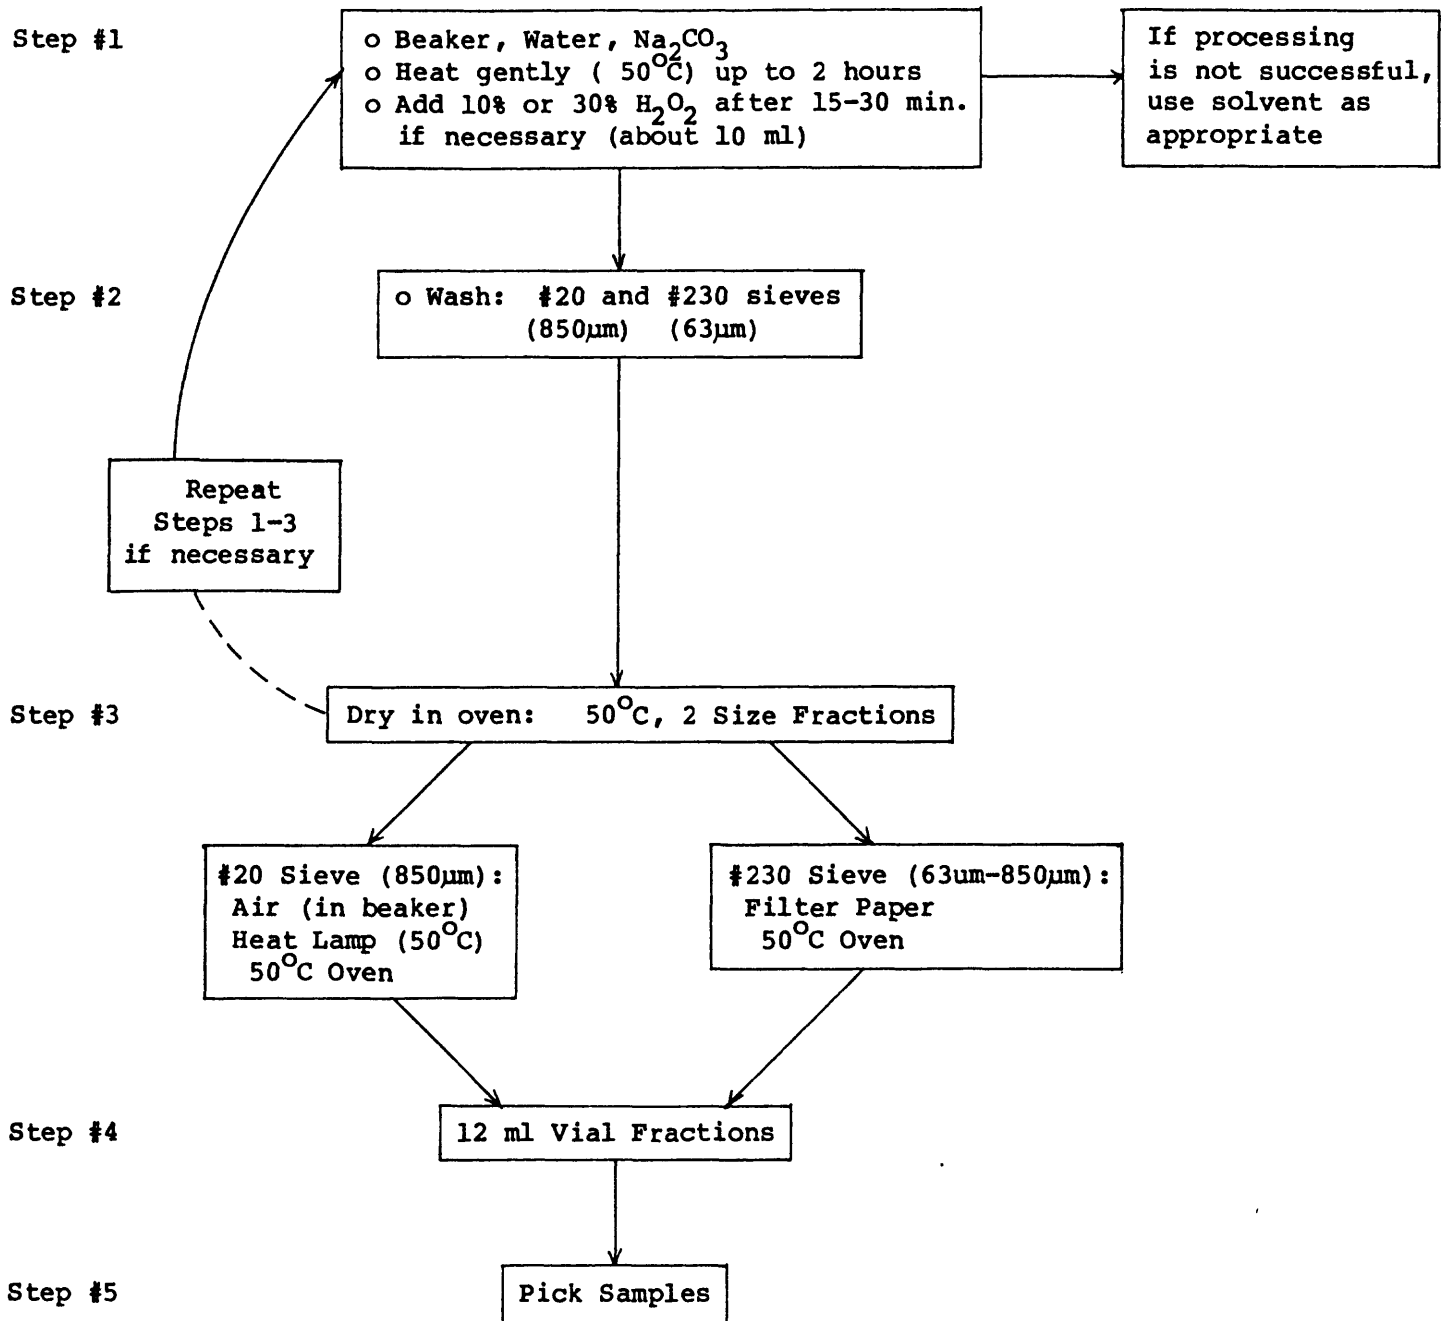 Step #1
o Beaker, Water, Na2CO3
o Heat gently ( 50°C) up to 2 hours
o Add 10% or 30% H2O2 after 15-30 min.
if necessary (about 10 ml)
If processing
is not successful,
use solvent as
appropriate
Step #2
o Wash: #20 and #230 sieves
(850µm) (63µm)
Repeat
Steps 1-3
if necessary
Step #3
Dry in oven: 50°C, 2 Size Fractions
#20 Sieve (850µm):
Air (in beaker)
Heat Lamp (50°C)
50°C Oven
#230 Sieve (63um-850µm):
Filter Paper
50°C Oven
Step #4
12 ml Vial Fractions
Step #5
Pick Samples